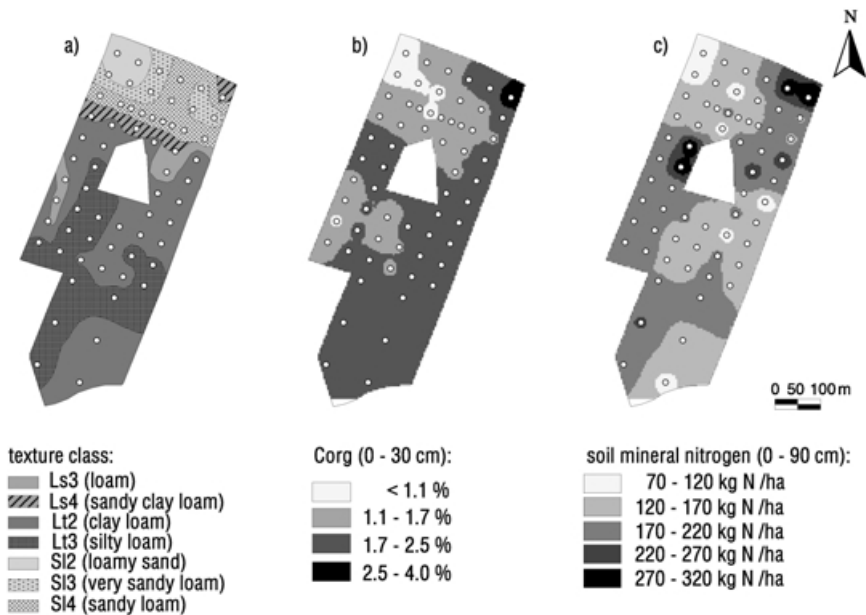 N
a)
b)
c)
0 50 100 m
texture class:
Ls3 (loam)
Ls4 (sandy clay loam)
Lt2 (clay loam)
Lt3 (silty loam)
Sl2 (loamy sand)
Sl3 (very sandy loam)
Sl4 (sandy loam)
Corg (0 - 30 cm):
< 1.1 %
1.1 - 1.7 %
1.7 - 2.5 %
2.5 - 4.0 %
soil mineral nitrogen (0 - 90 cm):
70 - 120 kg N /ha
120 - 170 kg N /ha
170 - 220 kg N /ha
220 - 270 kg N /ha
270 - 320 kg N /ha